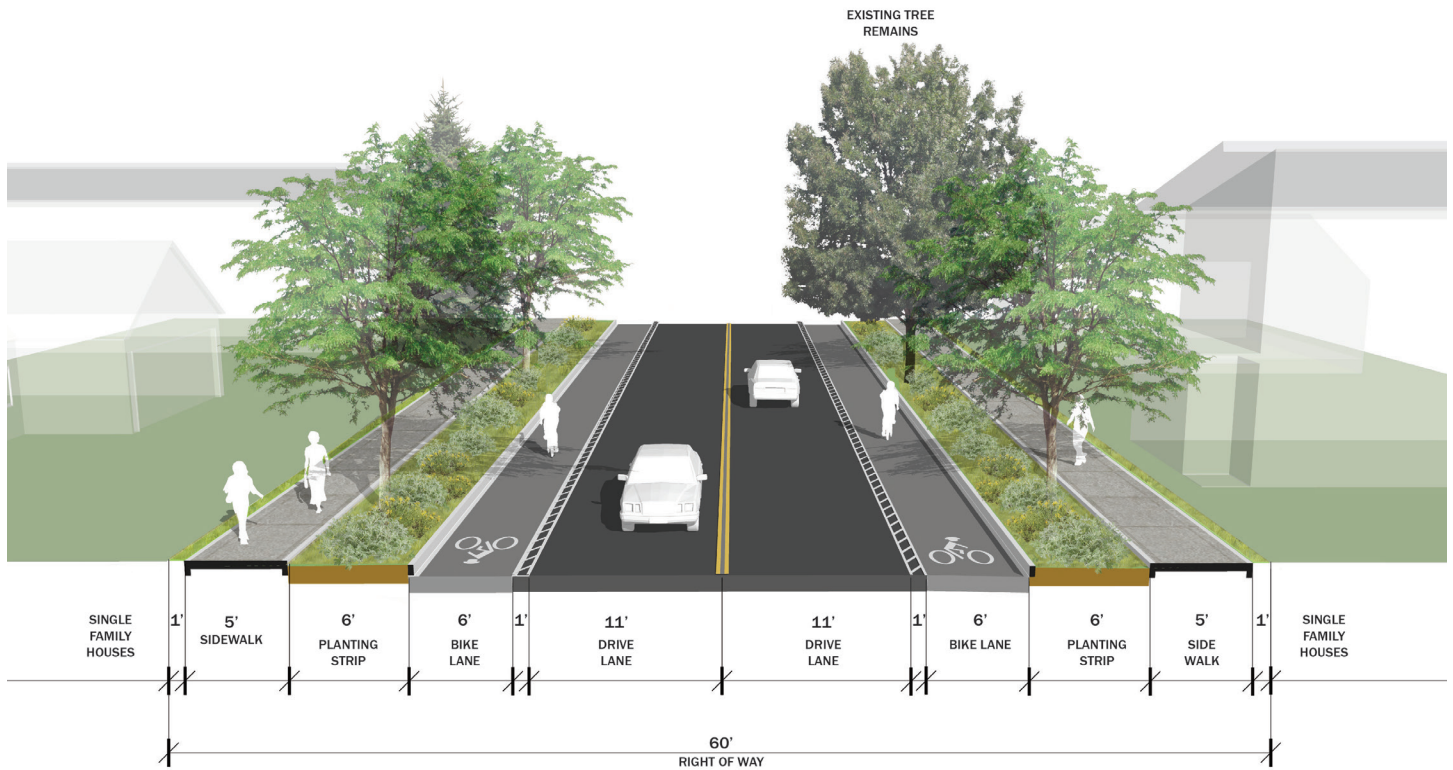 EXISTING TREE
REMAINS
SINGLE
FAMILY
HOUSES
1’
5’
SIDEWALK
6’
PLANTING
STRIP
6’
BIKE
LANE
1’
11’
DRIVE
LANE
11’
DRIVE
LANE
1’
6’
BIKE LANE
6’
PLANTING
STRIP
5’
SIDE
WALK
1’
SINGLE
FAMILY
HOUSES
60’
RIGHT OF WAY